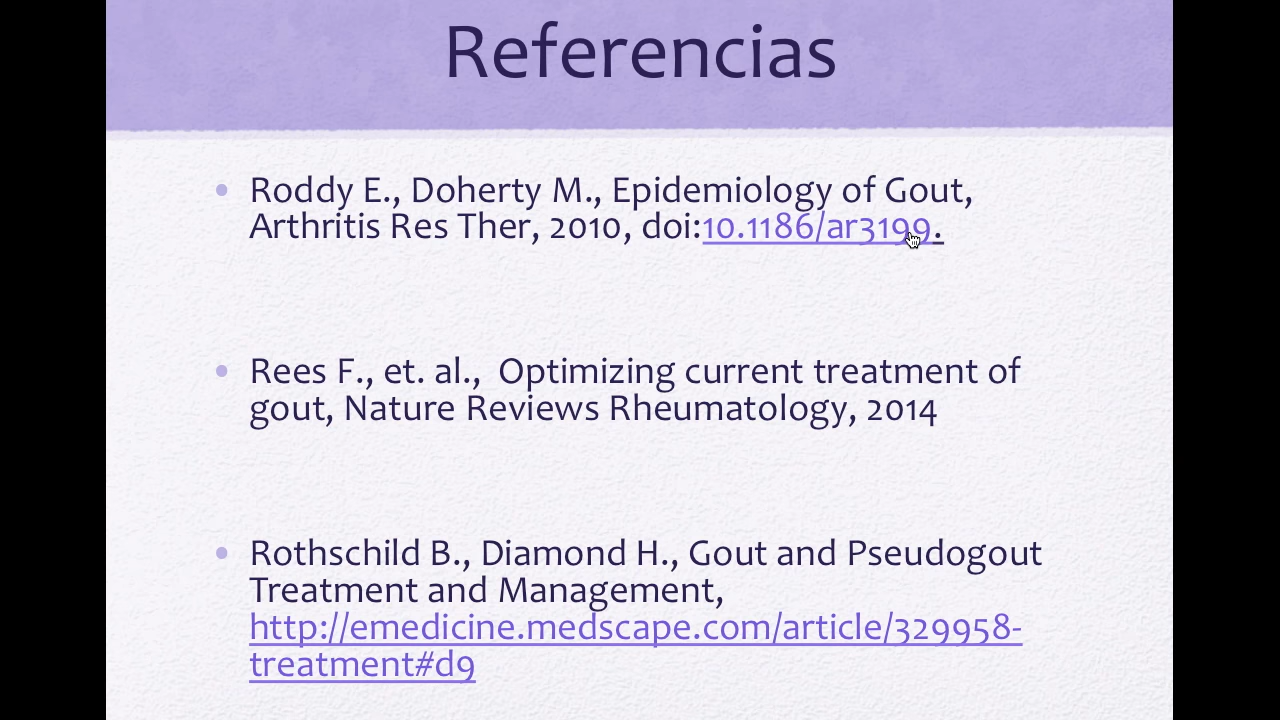 Referencias
• Roddy E., Doherty M., Epidemiology of Gout,
Arthritis Res Ther, 2010, doi:10.1186/ar3199.
• Rees F., et. al.,  Optimizing current treatment of
gout, Nature Reviews Rheumatology, 2014
• Rothschild B., Diamond H., Gout and Pseudogout
Treatment and Management,
http://emedicine.medscape.com/article/329958-
treatment#d9